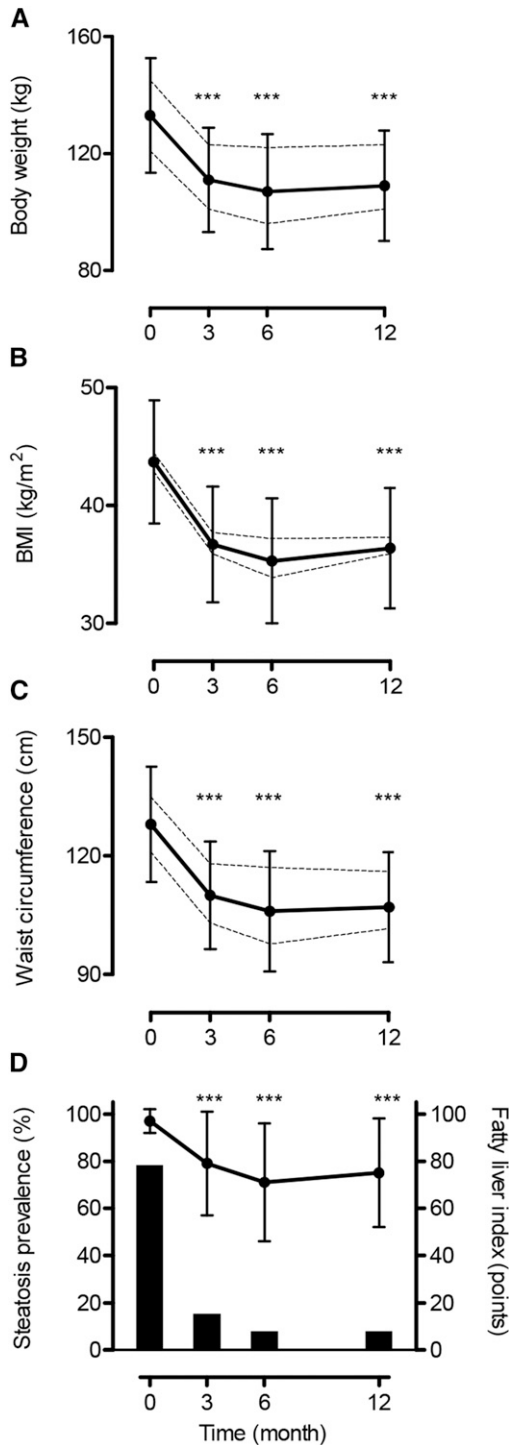 A
Body weight (kg)
160
120
80
*** *** ***
0 3 6 12
B
BMI (kg/m²)
50
40
30
*** *** ***
0 3 6 12
C
Waist circumference (cm)
150
120
90
*** *** ***
0 3 6 12
D
Steatosis prevalence (%)
100
80
60
40
20
0
*** *** ***
100
80
60
40
20
0
Fatty liver index (points)
0 3 6 12
Time (month)